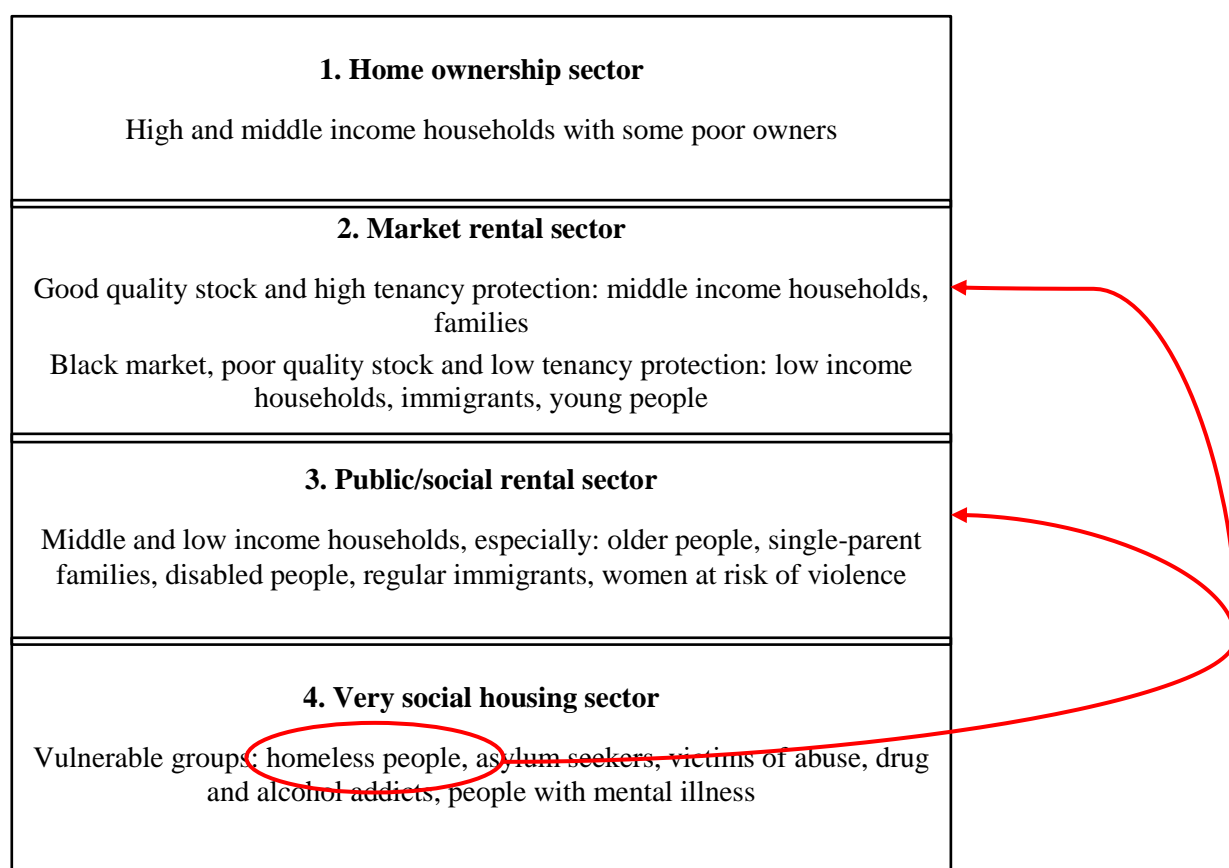 1. Home ownership sector
High and middle income households with some poor owners
2. Market rental sector
Good quality stock and high tenancy protection: middle income households,
families
Black market, poor quality stock and low tenancy protection: low income
households, immigrants, young people
3. Public/social rental sector
Middle and low income households, especially: older people, single-parent
families, disabled people, regular immigrants, women at risk of violence
4. Very social housing sector
Vulnerable groups: homeless people, asylum seekers, victims of abuse, drug
and alcohol addicts, people with mental illness